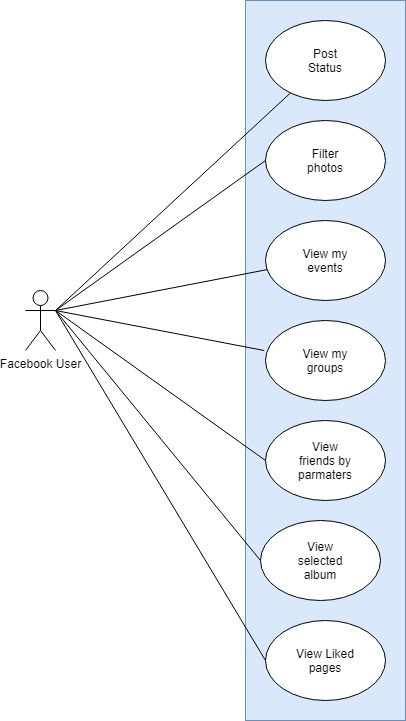 Post
Status
Filter
photos
View my
events
View my
groups
Facebook User
View
friends by
parmaters
View
selected
album
View Liked
pages